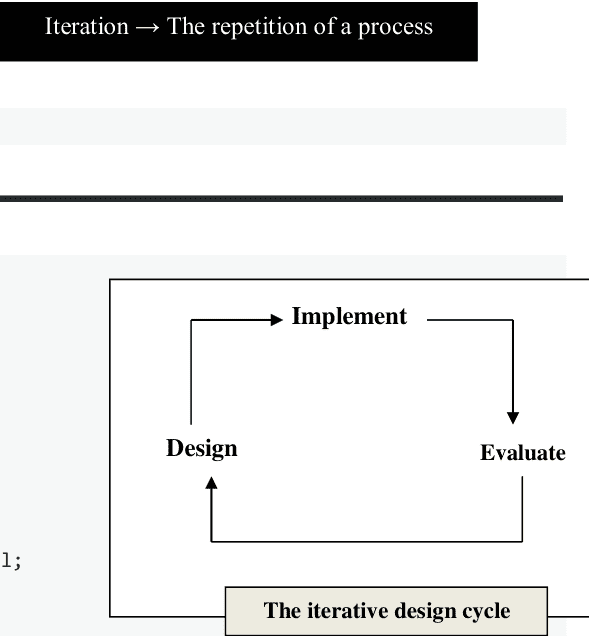 Iteration → The repetition of a process
Implement
Design
Evaluate
l;
The iterative design cycle